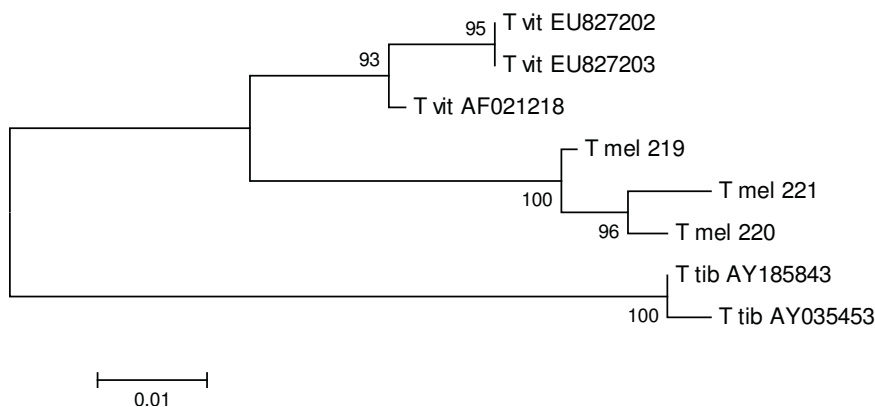 95
T vit EU827202
T vit EU827203
93
T vit AF021218
T mel 219
100
T mel 221
96
T mel 220
T tib AY185843
100
T tib AY035453
0.01